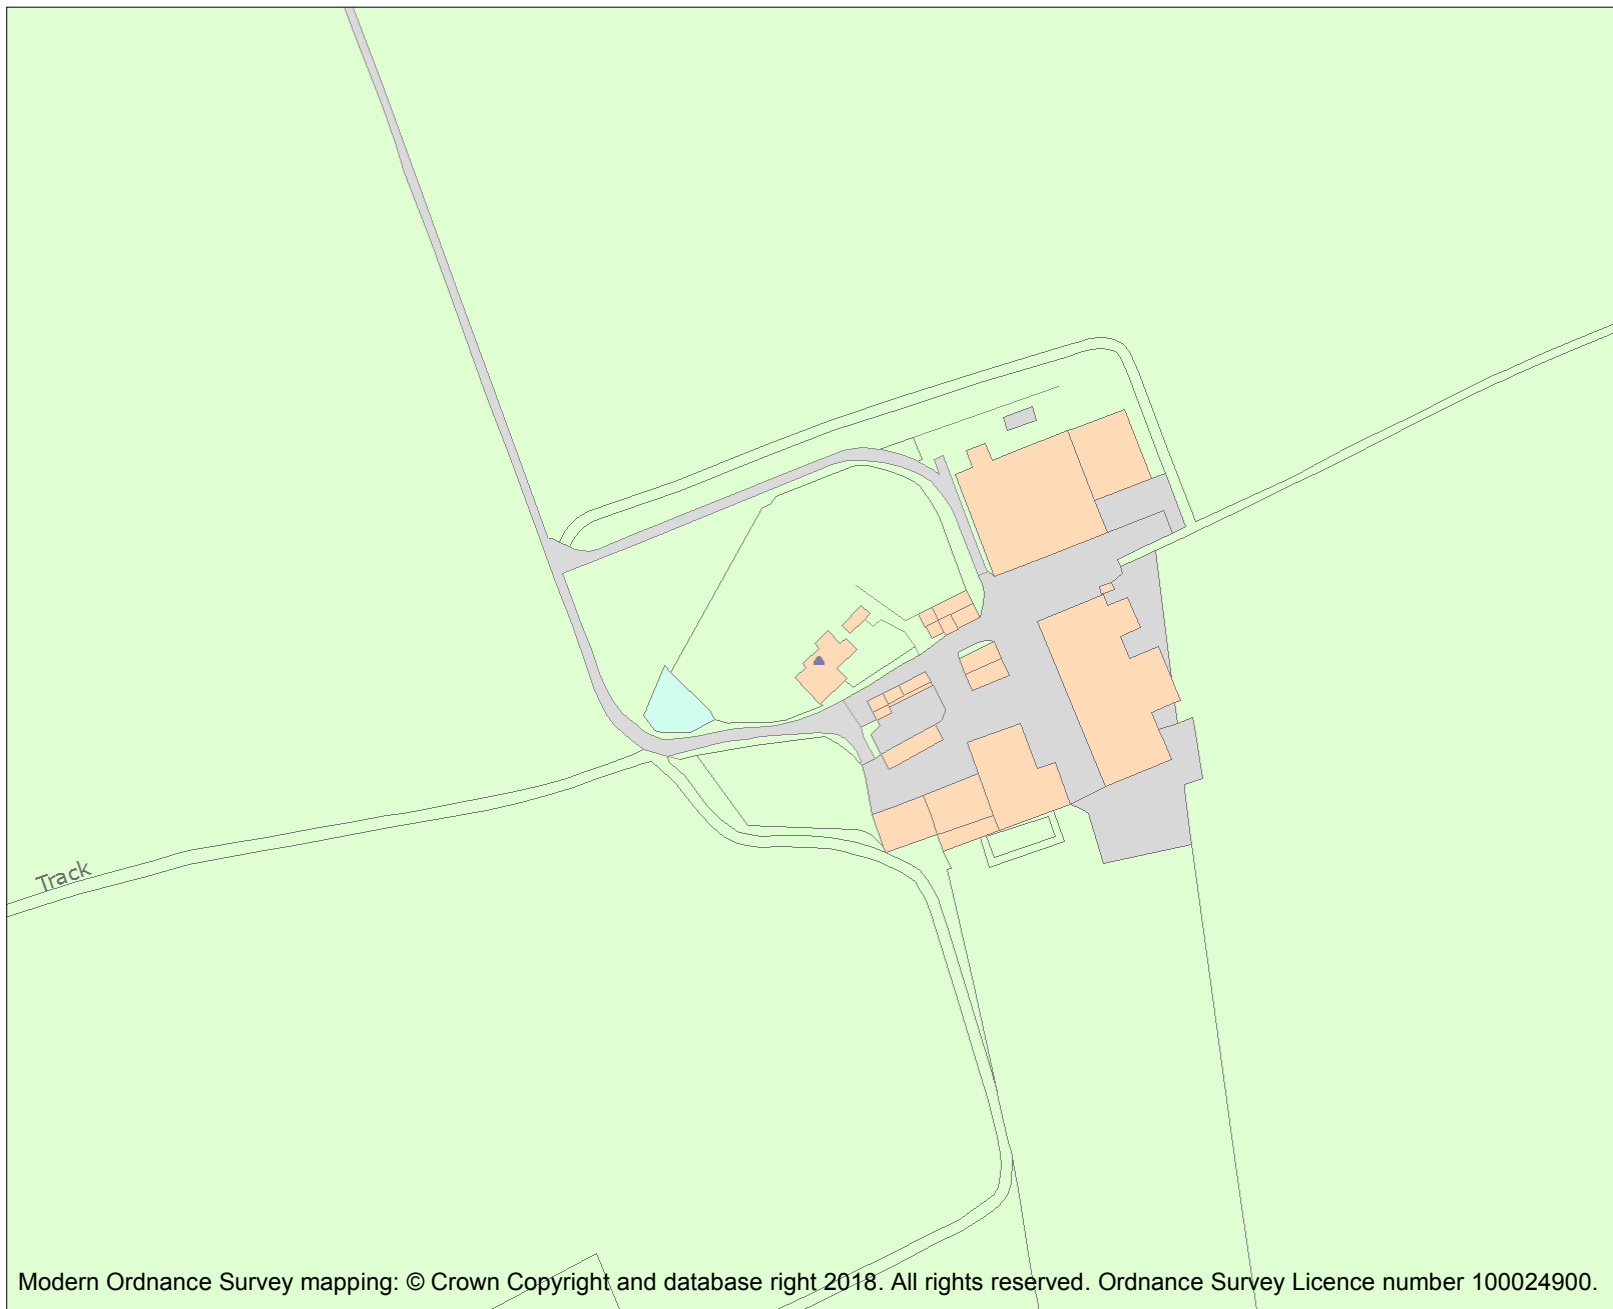 Track
Modern Ordnance Survey mapping: © Crown Copyright and database right 2018. All rights reserved. Ordnance Survey Licence number 100024900.